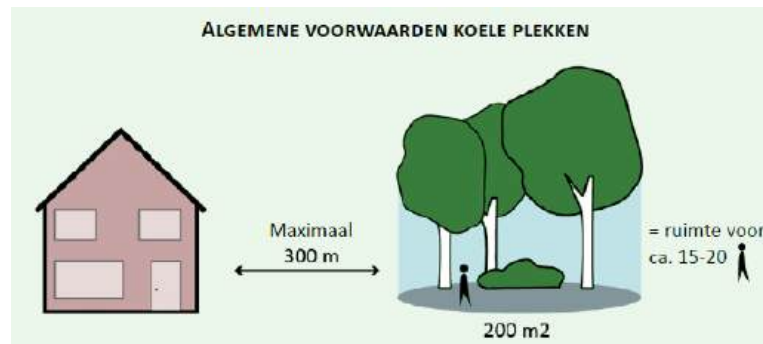 ALGEMENE VOORWAARDEN KOELE PLEKKEN
Maximaal
300 m
= ruimte voor
ca. 15-20
200 m2